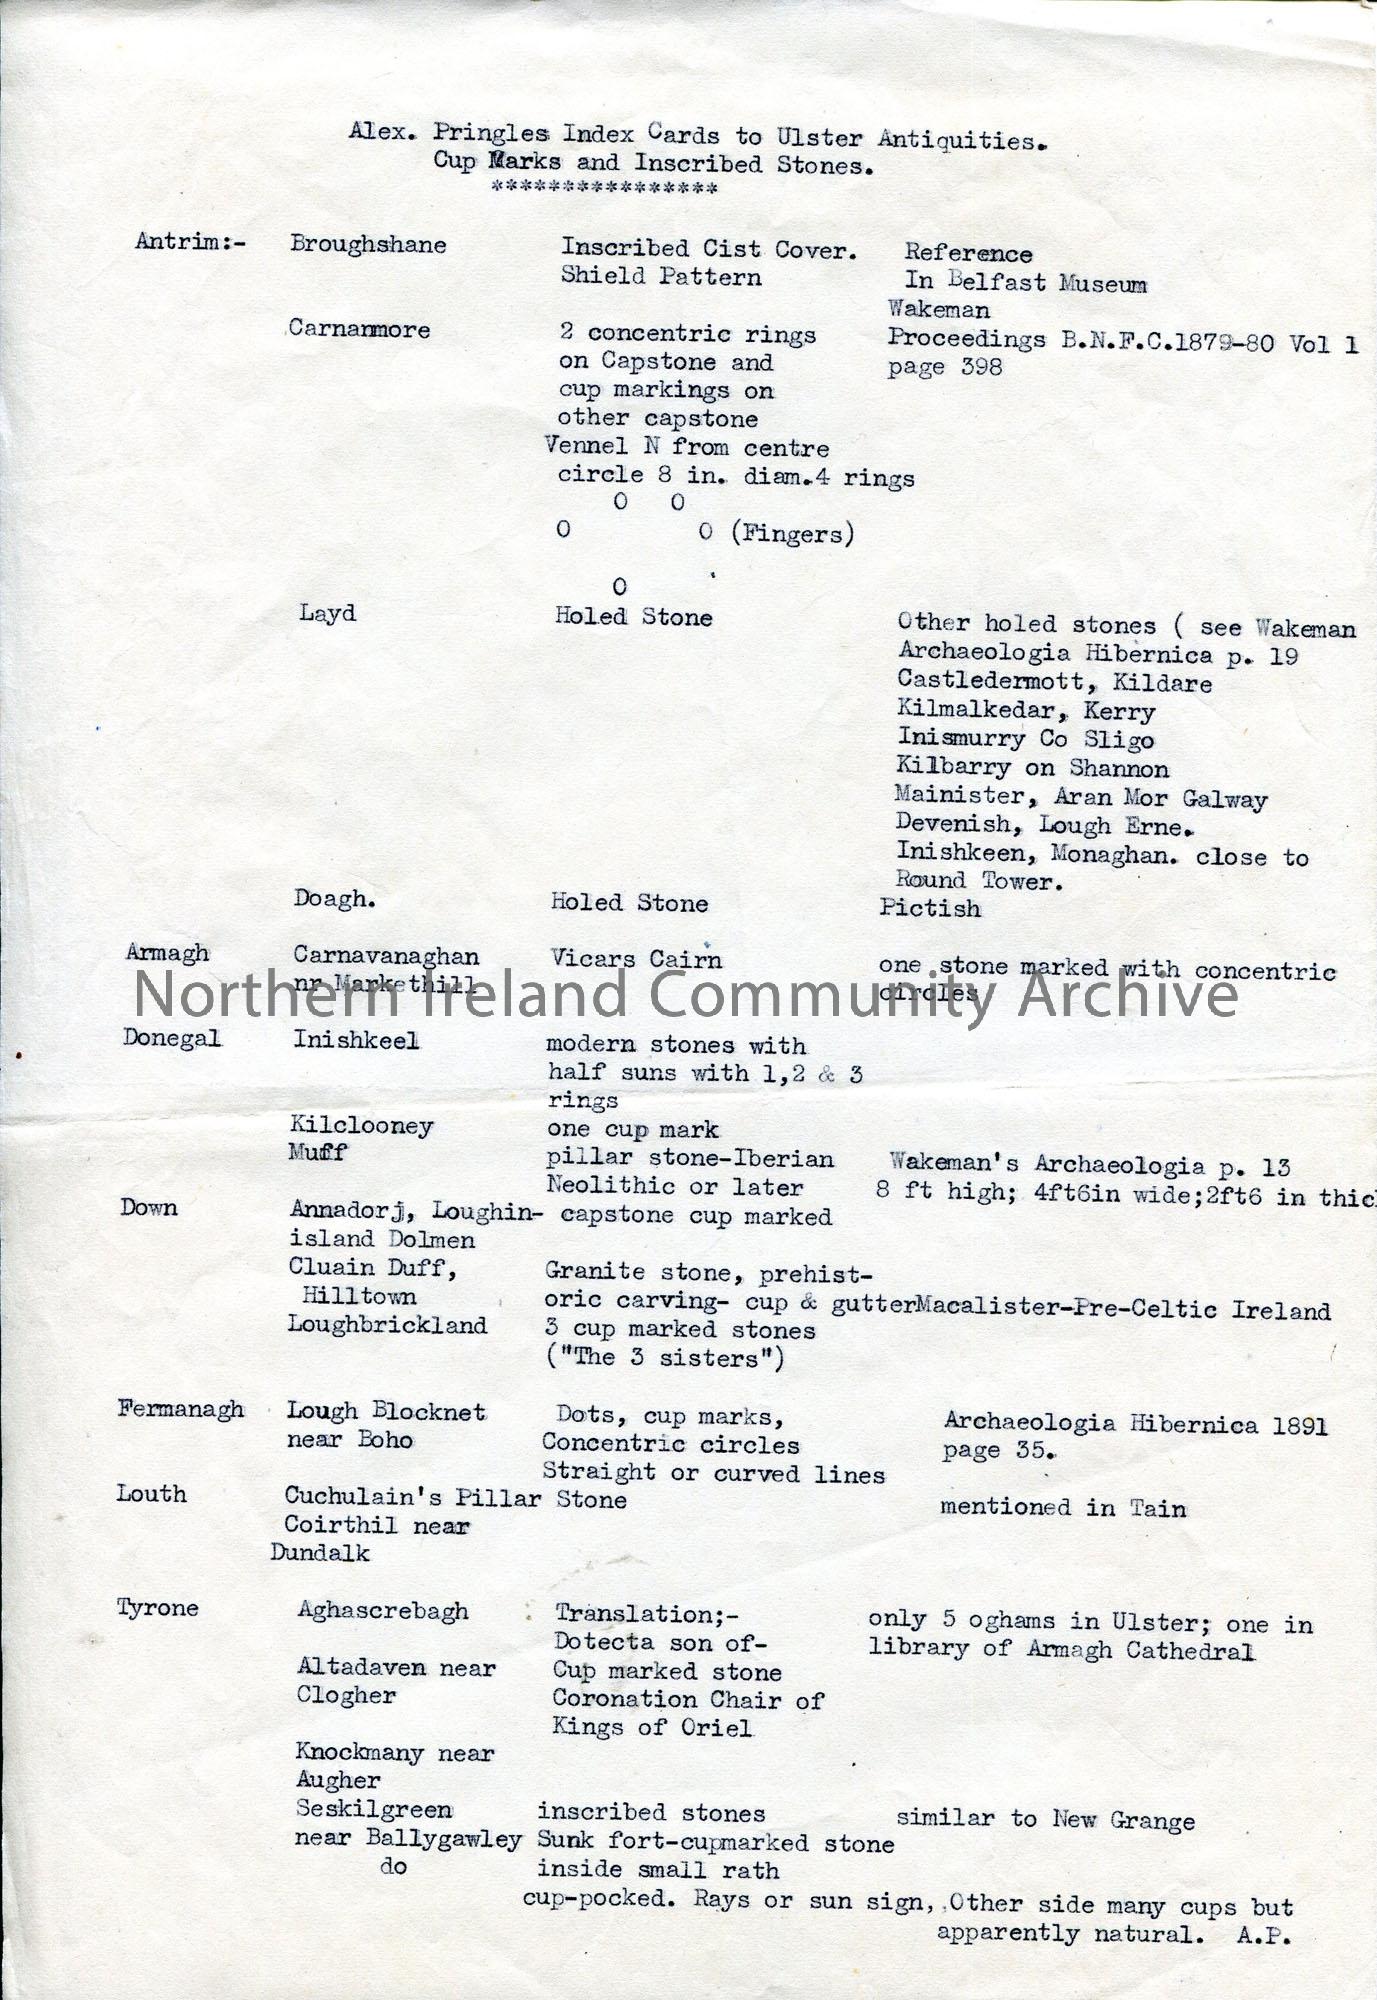 Alex. Pringles Index Cards to Ulster Antiquities.
Cup Marks and Inscribed Stones.
****************
Antrim:- Broughshane Inscribed Cist Cover. Reference
Shield Pattern In Belfast Museum
Wakeman
Carnanmore 2 concentric rings Proceedings B.N.F.C.1879-80 Vol 1
on Capstone and page 398
cup markings on
other capstone
Vennel N from centre
circle 8 in. diam.4 rings
O O
O O (Fingers)
O
Layd Holed Stone Other holed stones ( see Wakeman
Archaeologia Hibernica p. 19
Castledermott, Kildare
Kilmalkedar, Kerry
Inismurry Co Sligo
Kilbarry on Shannon
Mainister, Aran Mor Galway
Devenish, Lough Erne.
Inishkeen, Monaghan. close to
Round Tower.
Doagh. Holed Stone Pictish
Armagh Carnavanaghan Vicars Cairn one stone marked with concentric
nr Markethill circles
Northern Ireland Community Archive
Donegal Inishkeel modern stones with
half suns with 1,2 & 3
rings
Kilclooney one cup mark
Muff pillar stone-Iberian Wakeman's Archaeologia p. 13
Neolithic or later 8 ft high; 4ft6in wide;2ft6 in thic
Down Annadorj, Loughin- capstone cup marked
island Dolmen
Cluain Duff, Granite stone, prehist-
Hilltown oric carving- cup & gutterMacalister-Pre-Celtic Ireland
Loughbrickland 3 cup marked stones
("The 3 sisters")
Fermanagh Lough Blocknet Dots, cup marks, Archaeologia Hibernica 1891
near Boho Concentric circles page 35.
Straight or curved lines
Louth Cuchulain's Pillar Stone mentioned in Tain
Coirthil near
Dundalk
Tyrone Aghascrebagh Translation;- only 5 oghams in Ulster; one in
Dotecta son of- library of Armagh Cathedral
Altadaven near Cup marked stone
Clogher Coronation Chair of
Kings of Oriel
Knockmany near
Augher
Seskilgreen inscribed stones similar to New Grange
near Ballygawley Sunk fort-cupmarked stone
do inside small rath
cup-pocked. Rays or sun sign, Other side many cups but
apparently natural. A.P.